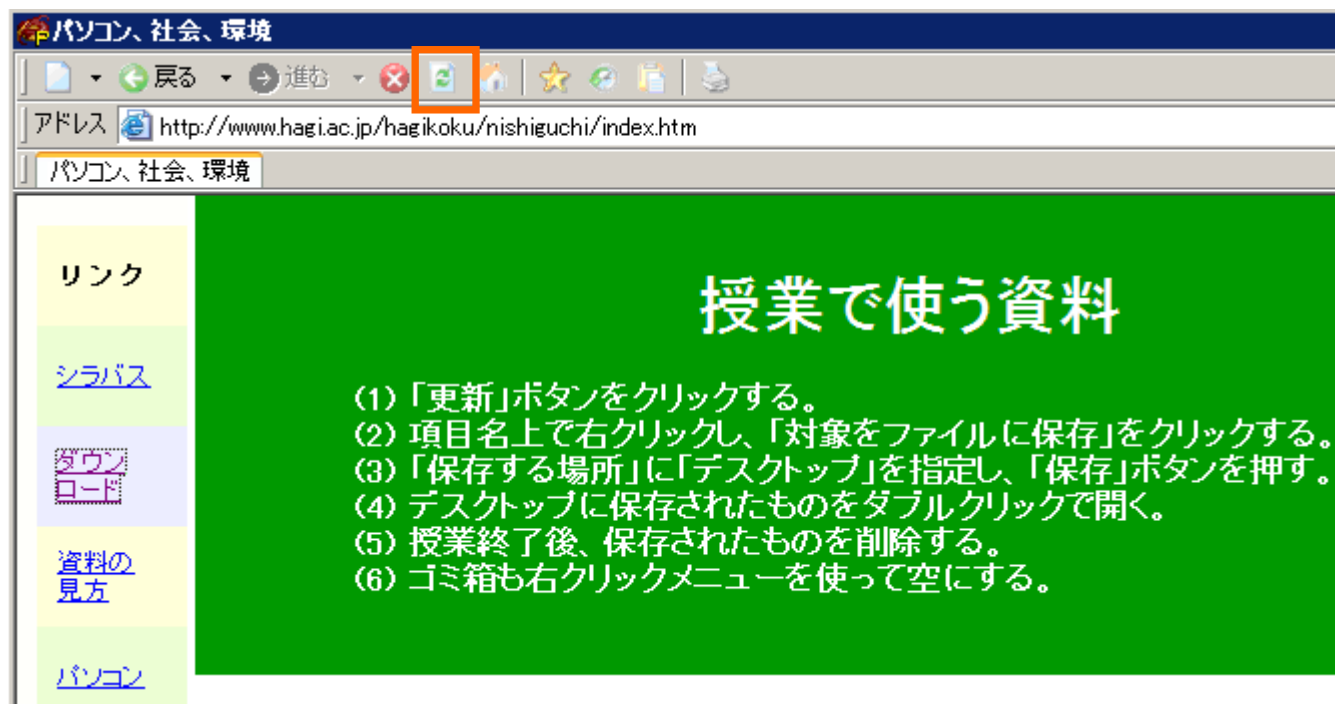 パソコン、社会、環境
戻る 進む
アドレス http://www.hagi.ac.jp/hagikoku/nishiguchi/index.htm
パソコン、社会、環境
リンク
シラバス
ダウン
ロード
資料の
見方
パソコン
授業で使う資料
(1)「更新」ボタンをクリックする。
(2) 項目名上で右クリックし、「対象をファイルに保存」をクリックする。
(3)「保存する場所」に「デスクトップ」を指定し、「保存」ボタンを押す。
(4) デスクトップに保存されたものをダブルクリックで開く。
(5) 授業終了後、保存されたものを削除する。
(6) ゴミ箱も右クリックメニューを使って空にする。